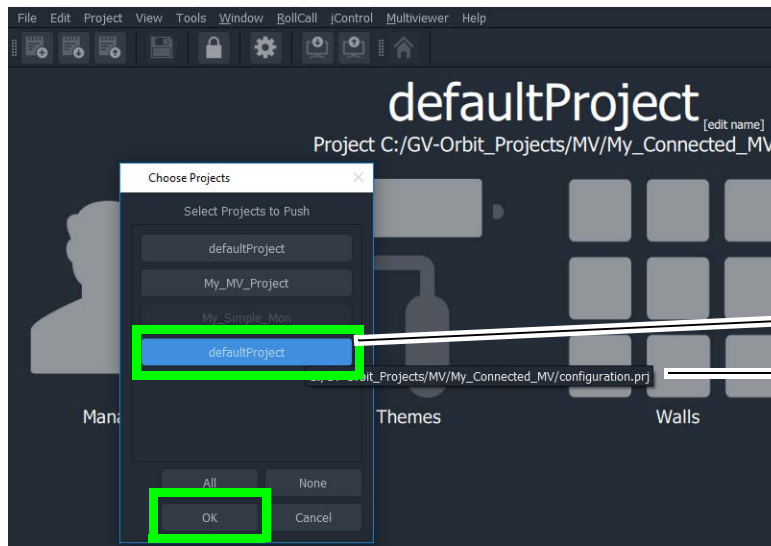 File Edit Project View Tools Window RollCall iControl Multiviewer Help
defaultProject [edit name]
Project C:/GV-Orbit_Projects/MV/My_Connected_MV
Choose Projects
Select Projects to Push
defaultProject
My_MV_Project
My_Simple_Mon
defaultProject
Orbit_Projects/MV/My_Connected_MV/configuration.prj
Themes
Walls
All None
OK Cancel